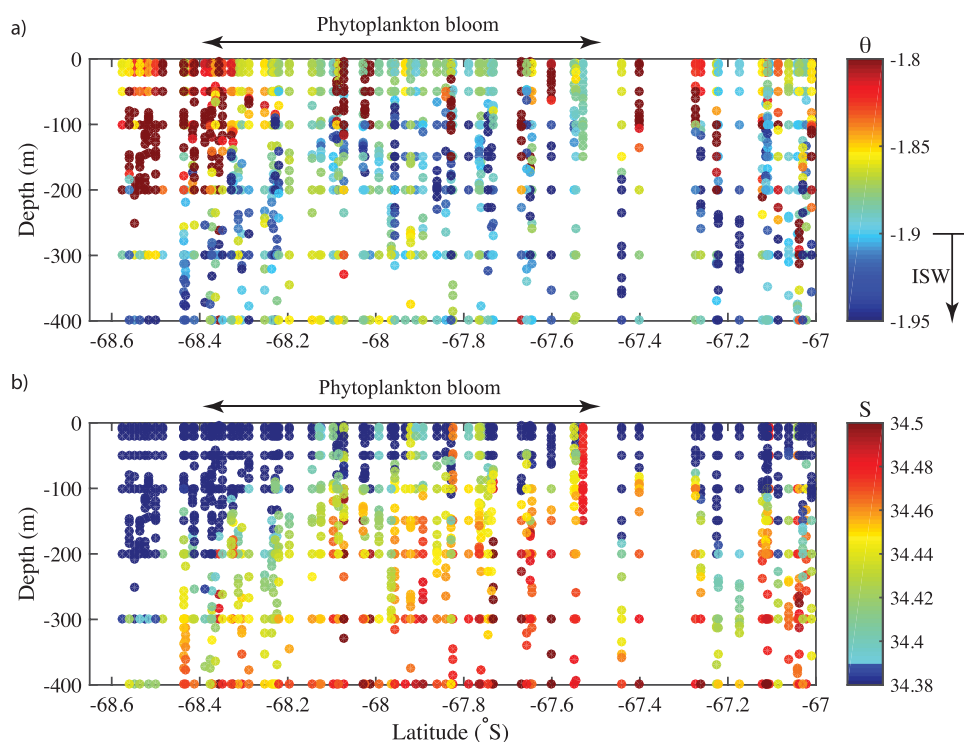 a)
Phytoplankton bloom
θ
0
-100
-200
-300
-400
Depth (m)
-68.6 -68.4 -68.2 -68 -67.8 -67.6 -67.4 -67.2 -67
-1.8
-1.85
-1.9
-1.95
ISW
b)
Phytoplankton bloom
S
0
-100
-200
-300
-400
Depth (m)
-68.6 -68.4 -68.2 -68 -67.8 -67.6 -67.4 -67.2 -67
Latitude (°S)
34.5
34.48
34.46
34.44
34.42
34.4
34.38